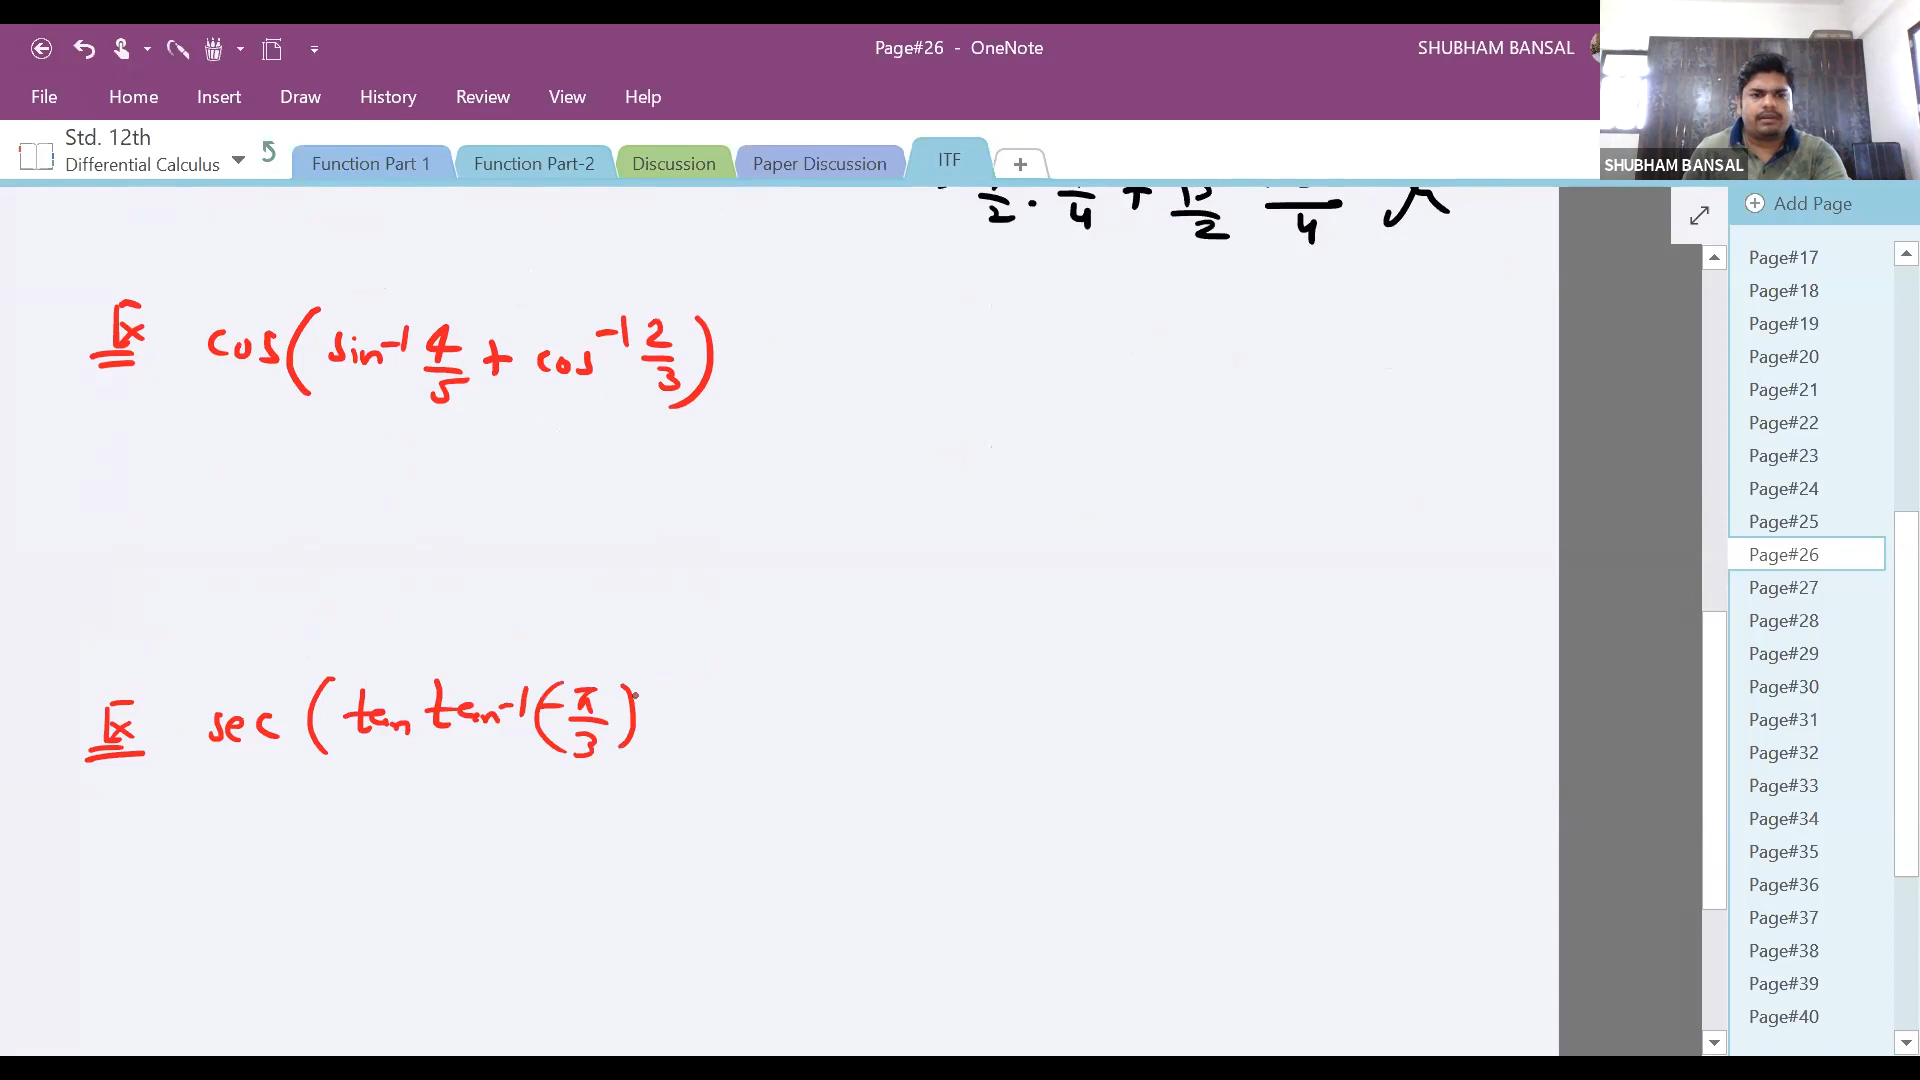 Page#26 - OneNote
SHUBHAM BANSAL
File Home Insert Draw History Review View Help
SHUBHAM BANSAL
Std. 12th
Differential Calculus
Function Part 1
Function Part-2
Discussion
Paper Discussion
ITF
+
Add Page
Page#17
Page#18
Page#19
Page#20
Page#21
Page#22
Page#23
Page#24
Page#25
Page#26
Page#27
Page#28
Page#29
Page#30
Page#31
Page#32
Page#33
Page#34
Page#35
Page#36
Page#37
Page#38
Page#39
Page#40
Ex cos(sin⁻¹ 4/5 + cos⁻¹ 2/3)
Ex sec (tan tan⁻¹(-π/3)